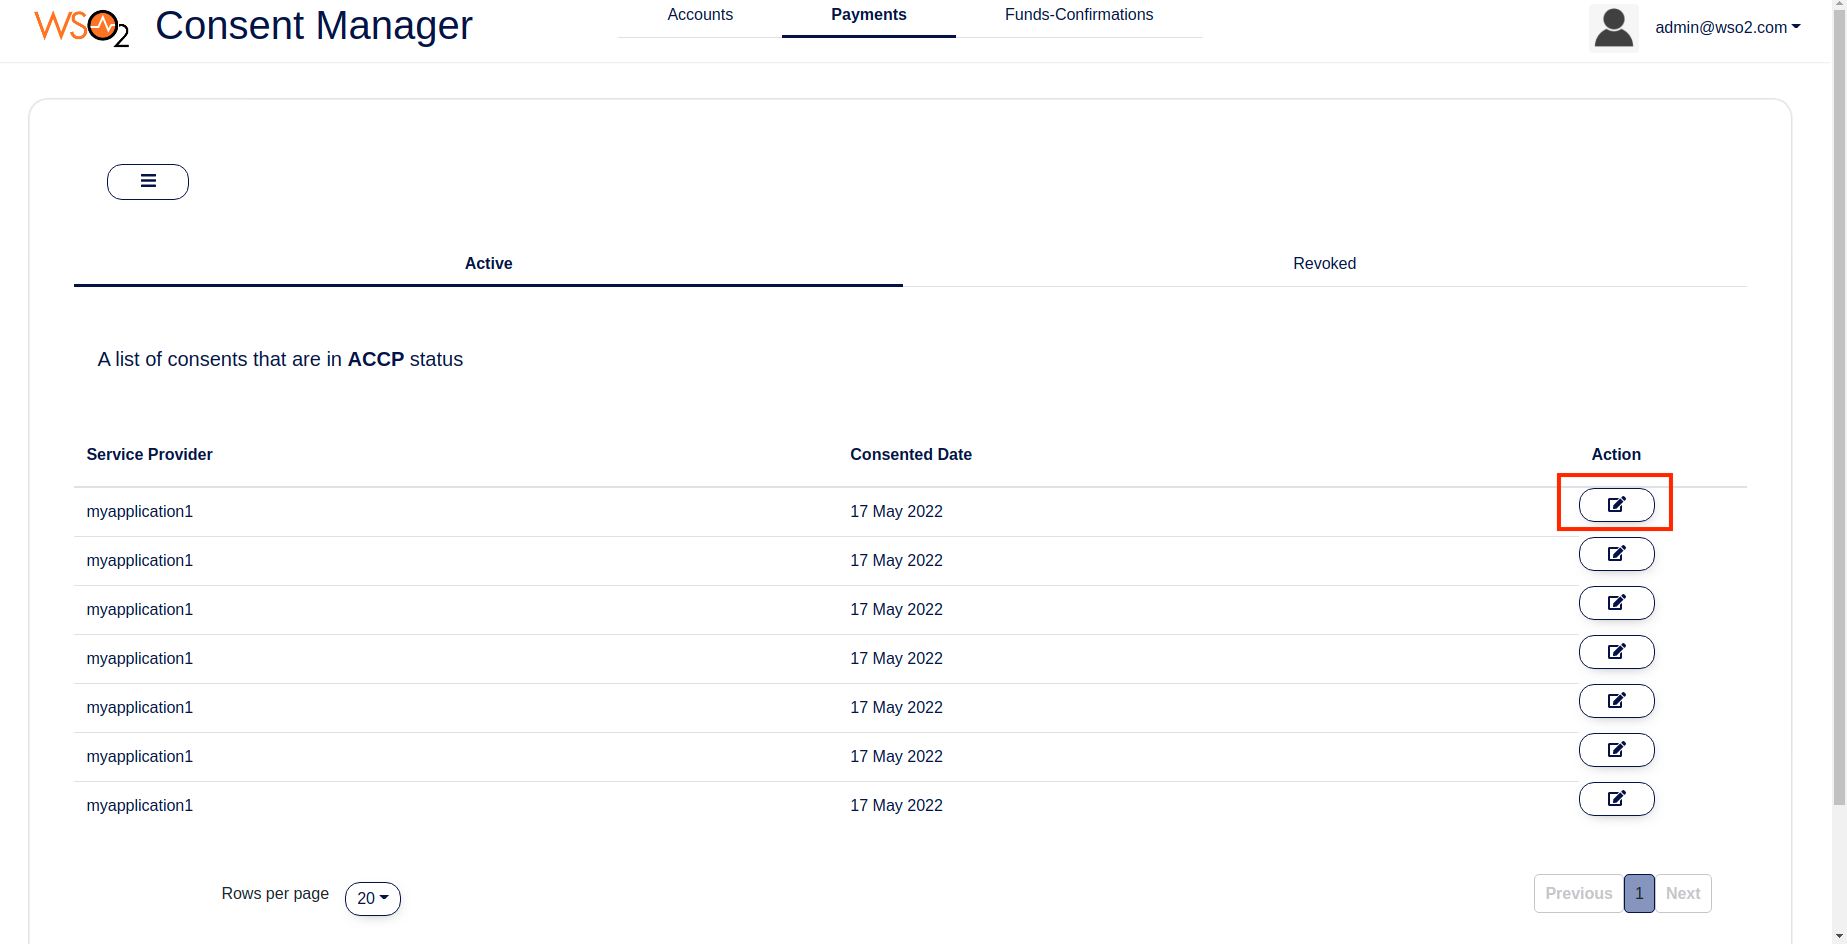 WSO2 Consent Manager
Accounts Payments Funds-Confirmations
admin@wso2.com
Active Revoked
A list of consents that are in ACCP status
Service Provider Consented Date Action
myapplication1 17 May 2022
myapplication1 17 May 2022
myapplication1 17 May 2022
myapplication1 17 May 2022
myapplication1 17 May 2022
myapplication1 17 May 2022
myapplication1 17 May 2022
Rows per page 20 Previous 1 Next